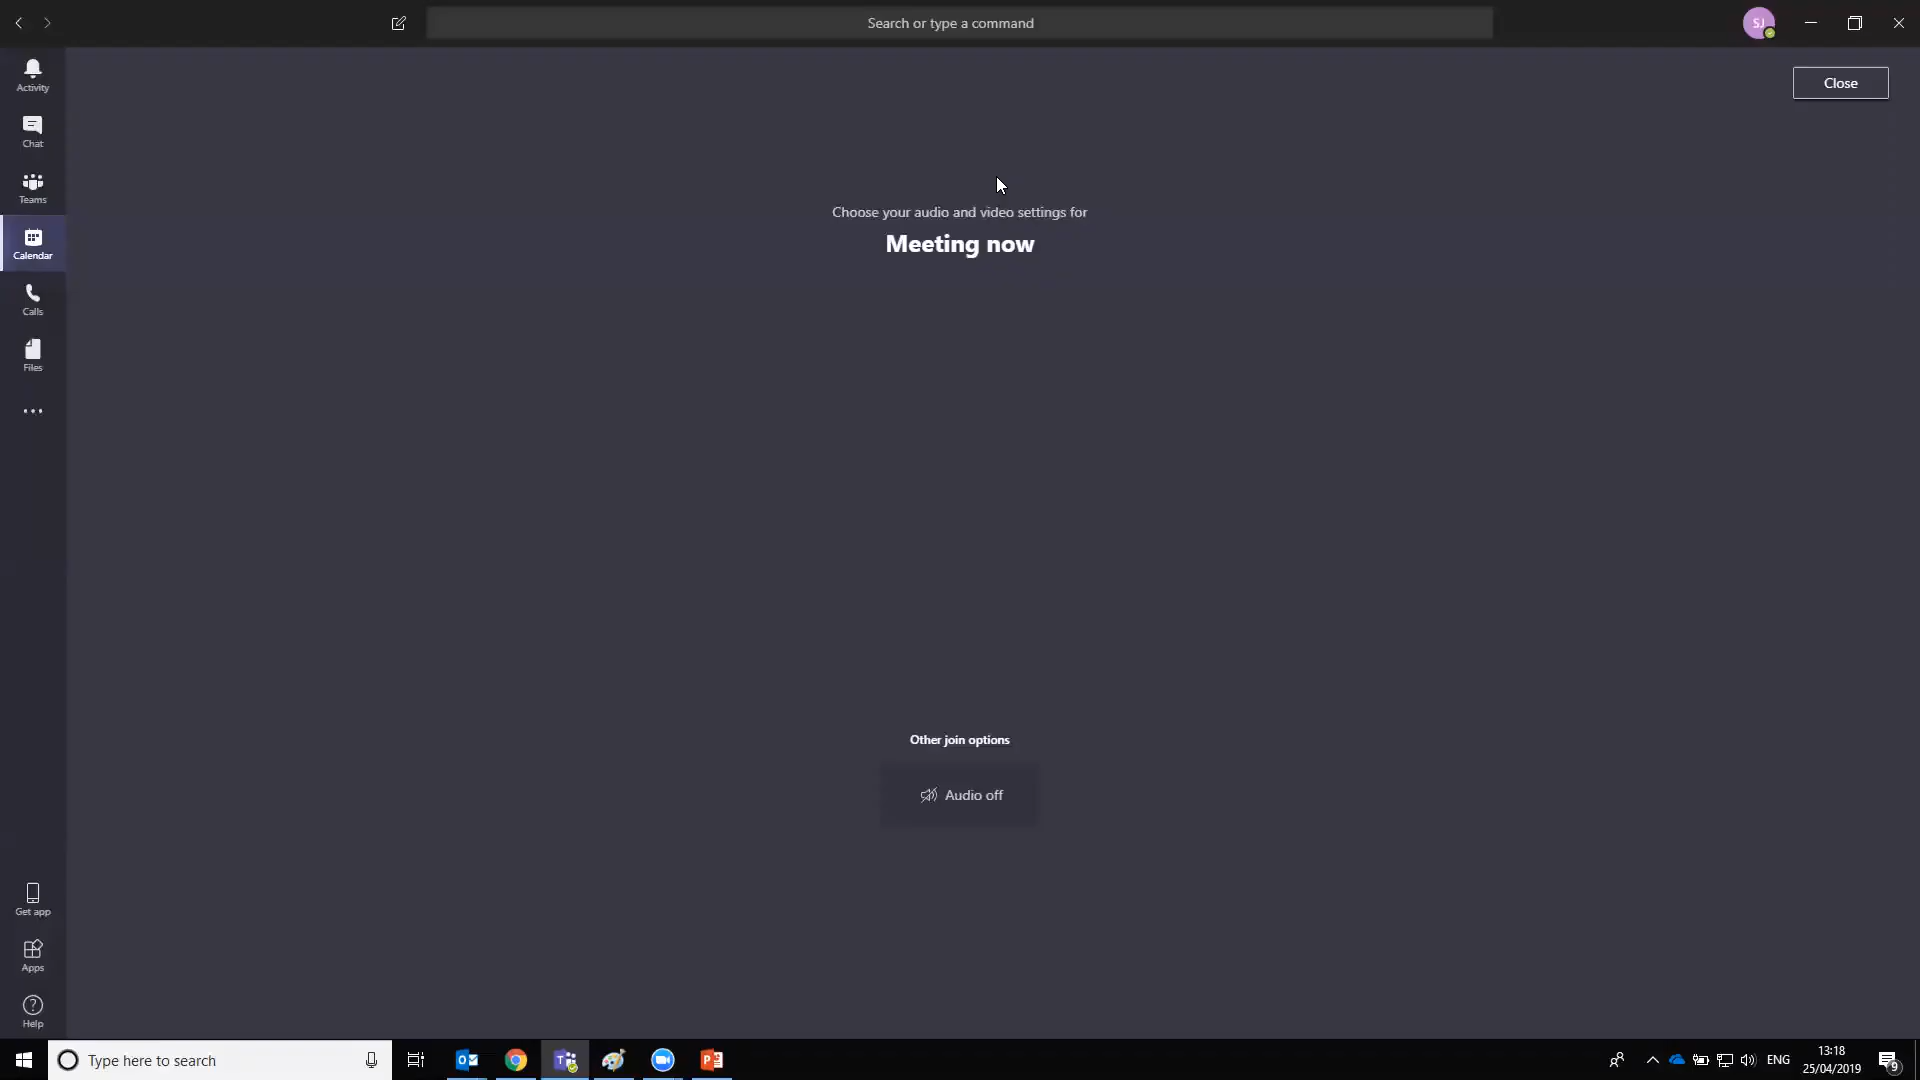 Search or type a command
SJ
Activity
Close
Chat
Teams
Choose your audio and video settings for
Meeting now
Calendar
Calls
Files
Other join options
Audio off
Get app
Apps
Help
Type here to search
ENG
13:18
25/04/2019
9